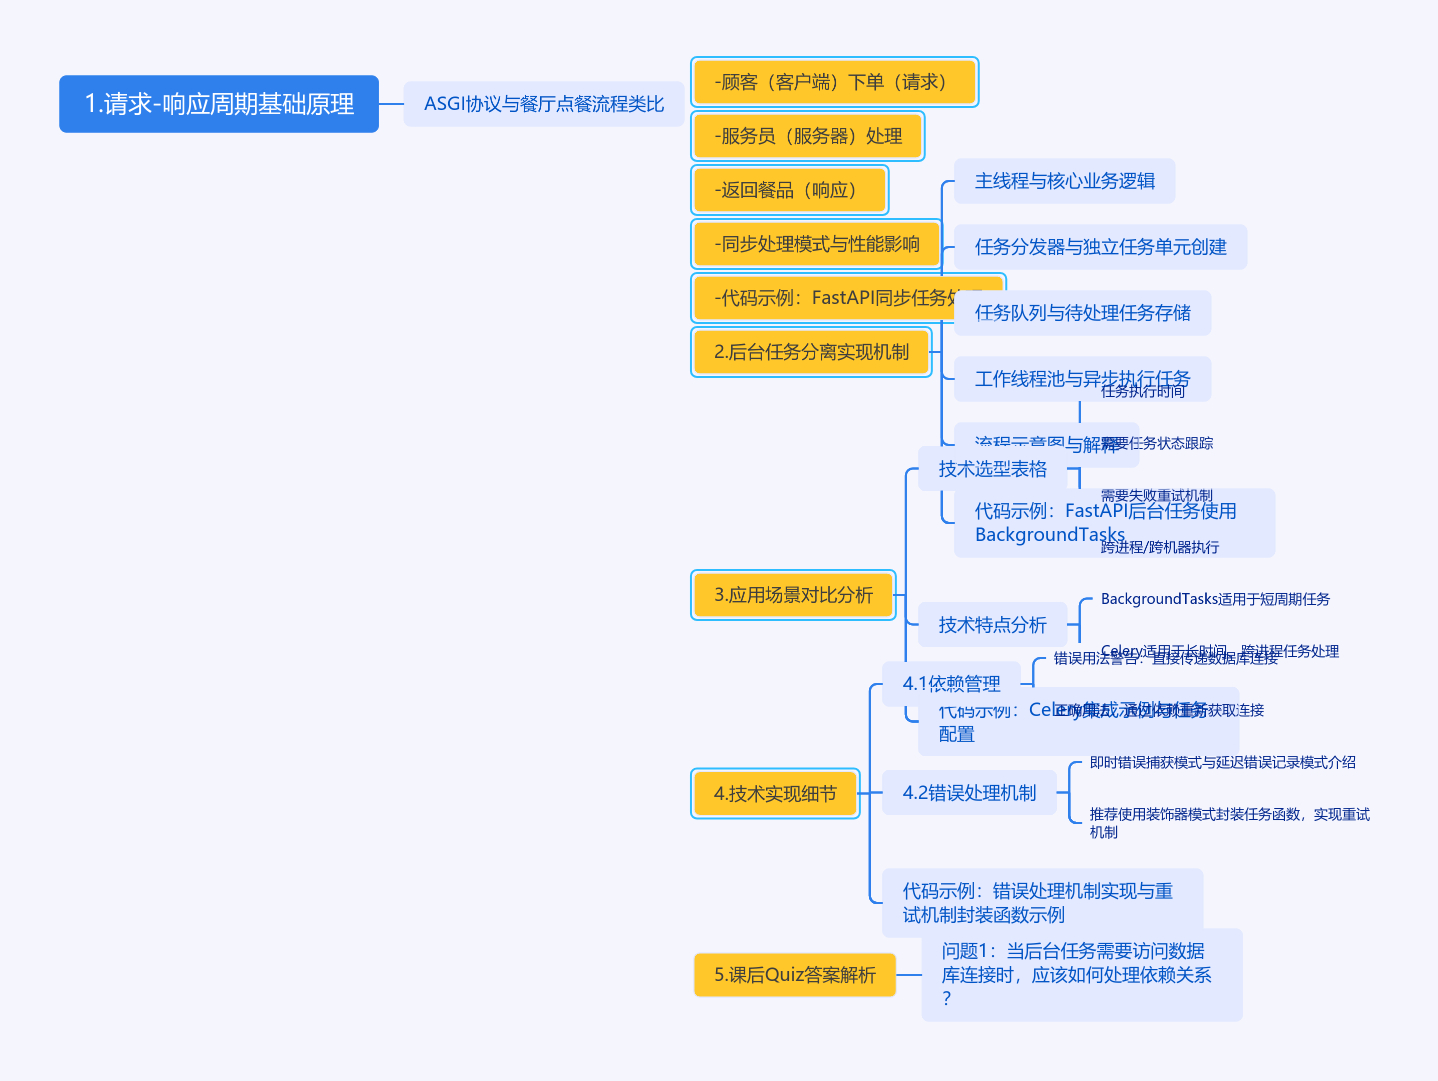 1.请求-响应周期基础原理
ASGI协议与餐厅点餐流程类比
-顾客（客户端）下单（请求）
-服务员（服务器）处理
-返回餐品（响应）
-同步处理模式与性能影响
-代码示例：FastAPI同步任务处
2.后台任务分离实现机制
主线程与核心业务逻辑
任务分发器与独立任务单元创建
任务队列与待处理任务存储
工作线程池与异步执行任务
流程示意图与解释
代码示例：FastAPI后台任务使用
BackgroundTasks
3.应用场景对比分析
技术选型表格
任务执行时间
需要任务状态跟踪
需要失败重试机制
跨进程/跨机器执行
技术特点分析
BackgroundTasks适用于短周期任务
Celery适用于长时间、跨进程任务处理
代码示例：Celery集成示例与任务
配置
4.技术实现细节
4.1依赖管理
错误用法警告：直接传递数据库连接
正确用法：通过依赖重新获取连接
4.2错误处理机制
即时错误捕获模式与延迟错误记录模式介绍
推荐使用装饰器模式封装任务函数，实现重试
机制
代码示例：错误处理机制实现与重
试机制封装函数示例
5.课后Quiz答案解析
问题1：当后台任务需要访问数据
库连接时，应该如何处理依赖关系
？